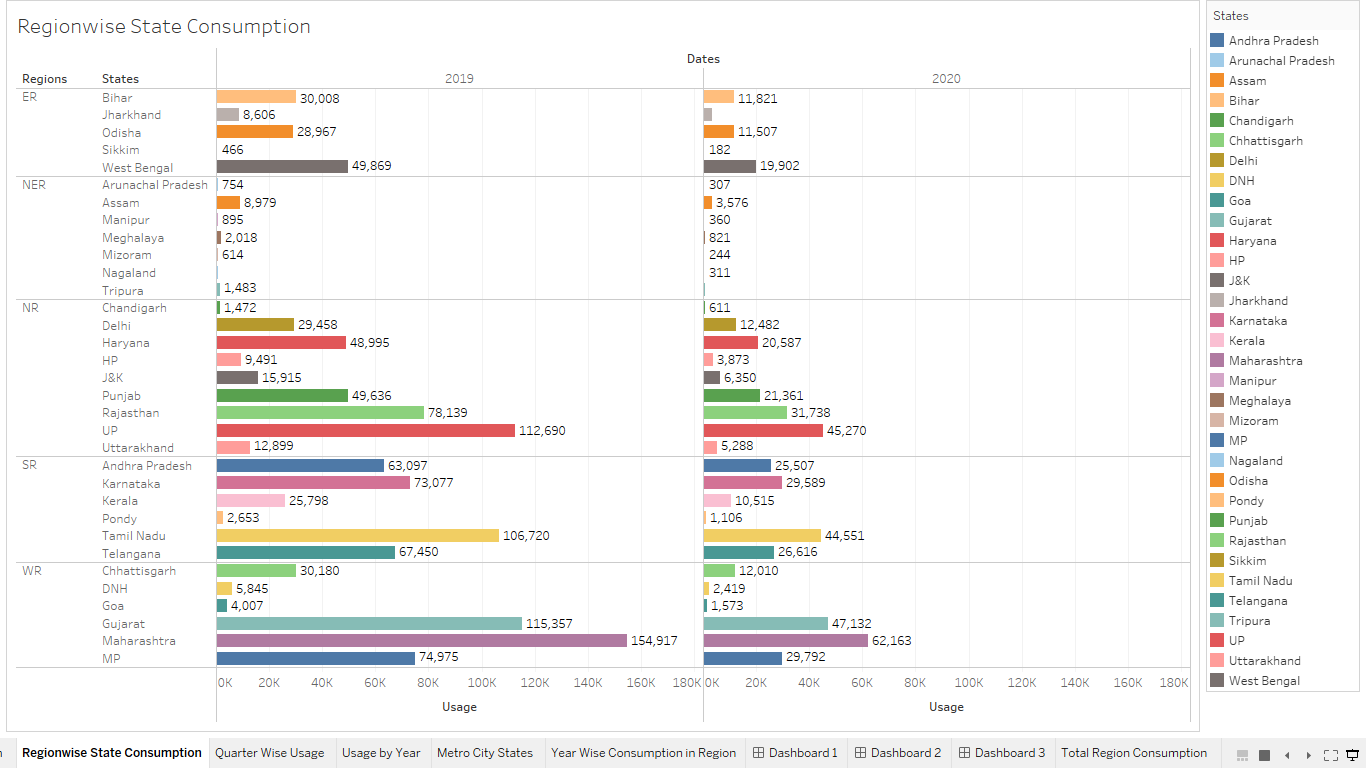 Regionwise State Consumption
Dates
Regions States 2019 2020
ER Bihar 30,008 11,821
Jharkhand 8,606
Odisha 28,967 11,507
Sikkim 466 182
West Bengal 49,869 19,902
NER Arunachal Pradesh 754 307
Assam 8,979 3,576
Manipur 895 360
Meghalaya 2,018 821
Mizoram 614 244
Nagaland 311
Tripura 1,483
NR Chandigarh 1,472 611
Delhi 29,458 12,482
Haryana 48,995 20,587
HP 9,491 3,873
J&K 15,915 6,350
Punjab 49,636 21,361
Rajasthan 78,139 31,738
UP 112,690 45,270
Uttarakhand 12,899 5,288
SR Andhra Pradesh 63,097 25,507
Karnataka 73,077 29,589
Kerala 25,798 10,515
Pondy 2,653 1,106
Tamil Nadu 106,720 44,551
Telangana 67,450 26,616
WR Chhattisgarh 30,180 12,010
DNH 5,845 2,419
Goa 4,007 1,573
Gujarat 115,357 47,132
Maharashtra 154,917 62,163
MP 74,975 29,792
0K 20K 40K 60K 80K 100K 120K 140K 160K 180K 0K 20K 40K 60K 80K 100K 120K 140K 160K 180K
Usage Usage
States
Andhra Pradesh
Arunachal Pradesh
Assam
Bihar
Chandigarh
Chhattisgarh
Delhi
DNH
Goa
Gujarat
Haryana
HP
J&K
Jharkhand
Karnataka
Kerala
Maharashtra
Manipur
Meghalaya
Mizoram
MP
Nagaland
Odisha
Pondy
Punjab
Rajasthan
Sikkim
Tamil Nadu
Telangana
Tripura
UP
Uttarakhand
West Bengal
Regionwise State Consumption Quarter Wise Usage Usage by Year Metro City States Year Wise Consumption in Region Dashboard 1 Dashboard 2 Dashboard 3 Total Region Consumption